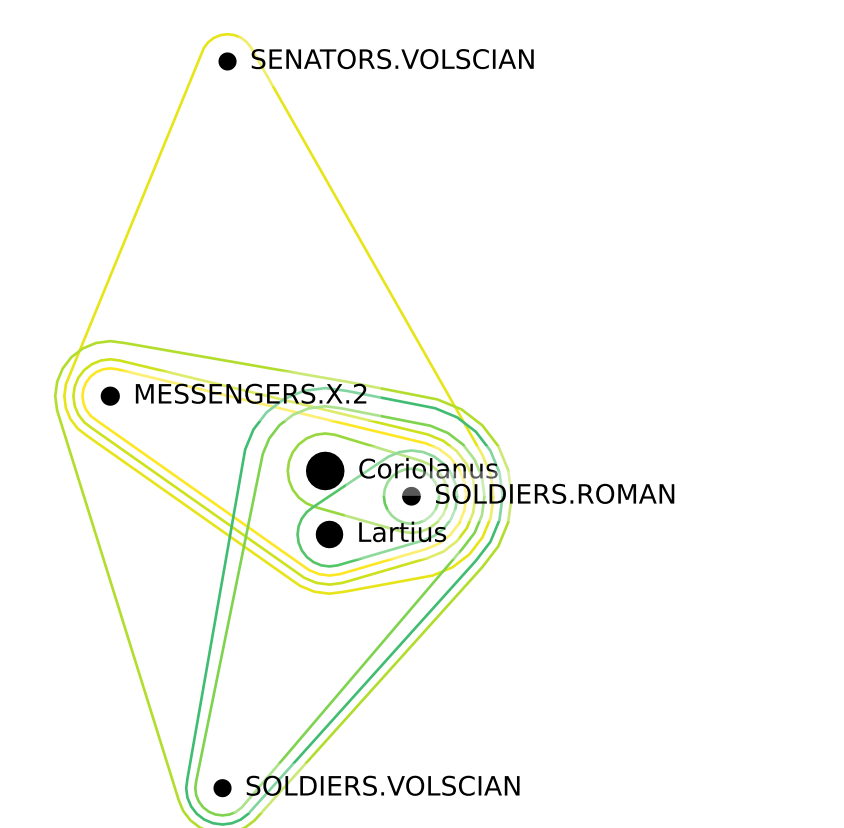 SENATORS.VOLSCIAN
MESSENGERS.X.2
Coriolanus
SOLDIERS.ROMAN
Lartius
SOLDIERS.VOLSCIAN